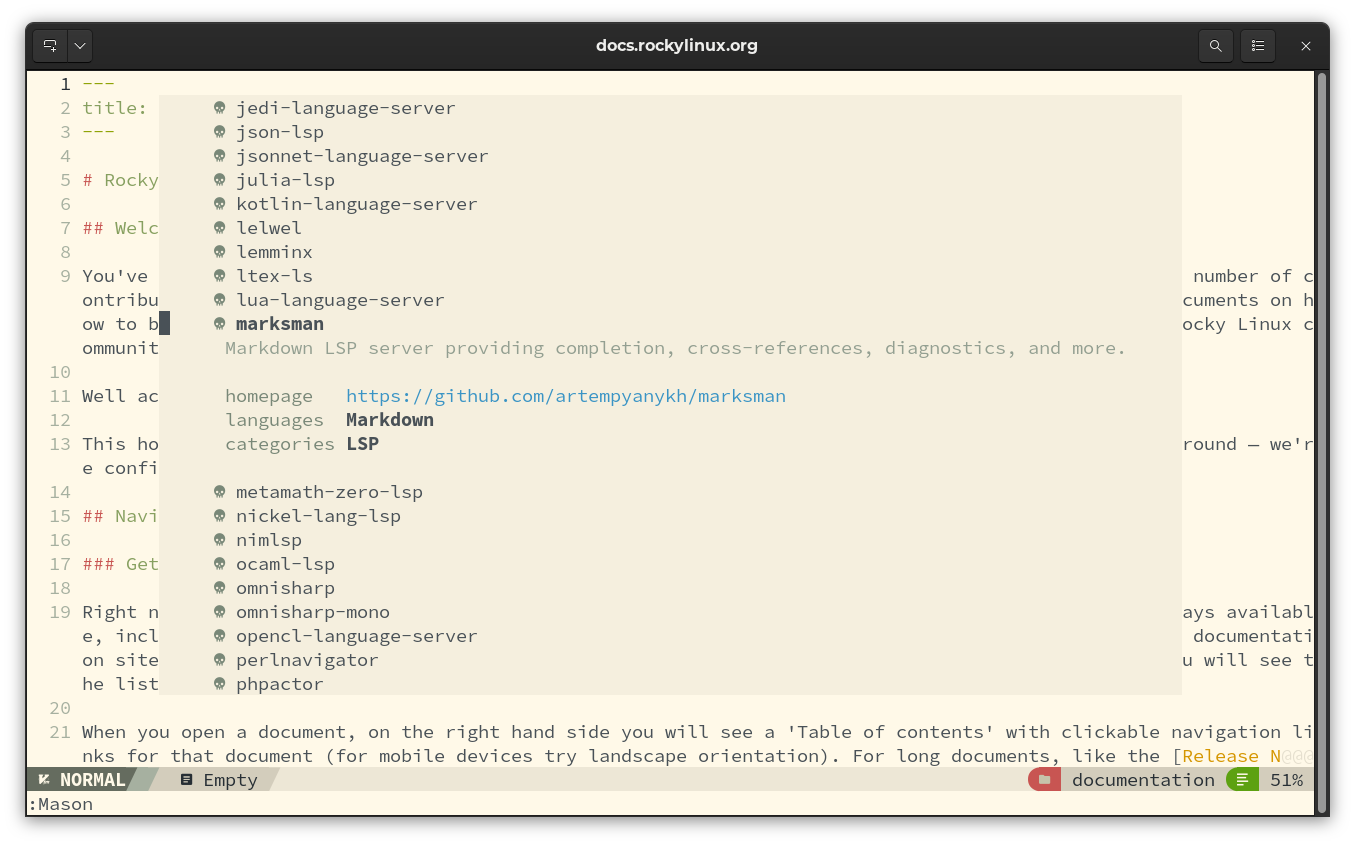 docs.rockylinux.org
1 ---
2 title: jedi-language-server
3 --- json-lsp
4 jsonnet-language-server
5 # Rocky julia-lsp
6 kotlin-language-server
7 ## Welc lelwel
8 lemminx
9 You've ltex-ls number of c
ontribu lua-language-server cuments on h
ow to b marksman ocky Linux c
ommunit Markdown LSP server providing completion, cross-references, diagnostics, and more.
10
11 Well ac homepage https://github.com/artempyanykh/marksman
12 languages Markdown
13 This ho categories LSP round — we'r
e confi
14 metamath-zero-lsp
15 ## Navi nickel-lang-lsp
16 nimlsp
17 ### Get ocaml-lsp
18 omnisharp
19 Right n omnisharp-mono ays availabl
e, incl opencl-language-server documentati
on site perlnavigator u will see t
he list phpactor
20
21 When you open a document, on the right hand side you will see a 'Table of contents' with clickable navigation li
nks for that document (for mobile devices try landscape orientation). For long documents, like the [Release N@@@
NORMAL Empty documentation 51%
:Mason